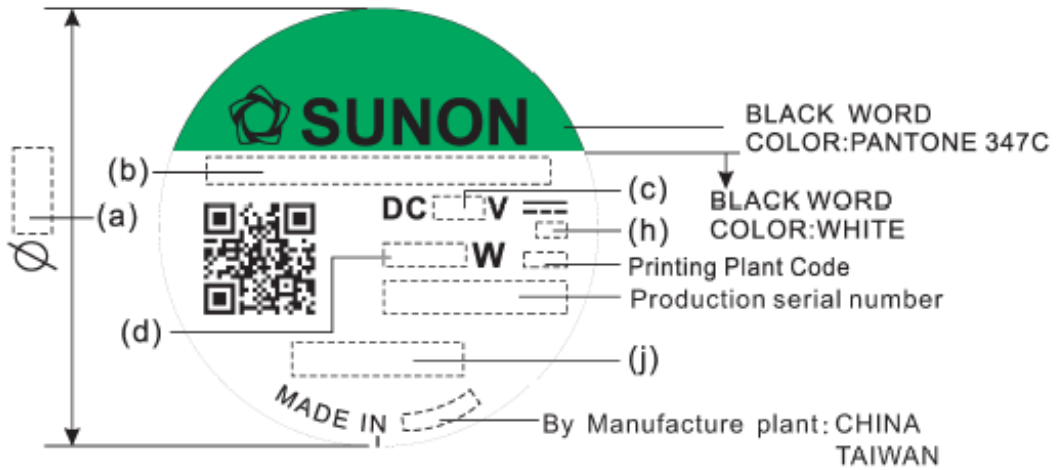 SUNON
BLACK WORD
COLOR:PANTONE 347C
(b)
(c)
DC V
BLACK WORD
COLOR:WHITE
(a)
(h)
Ø
W
Printing Plant Code
Production serial number
(d)
(j)
MADE IN
By Manufacture plant: CHINA
TAIWAN